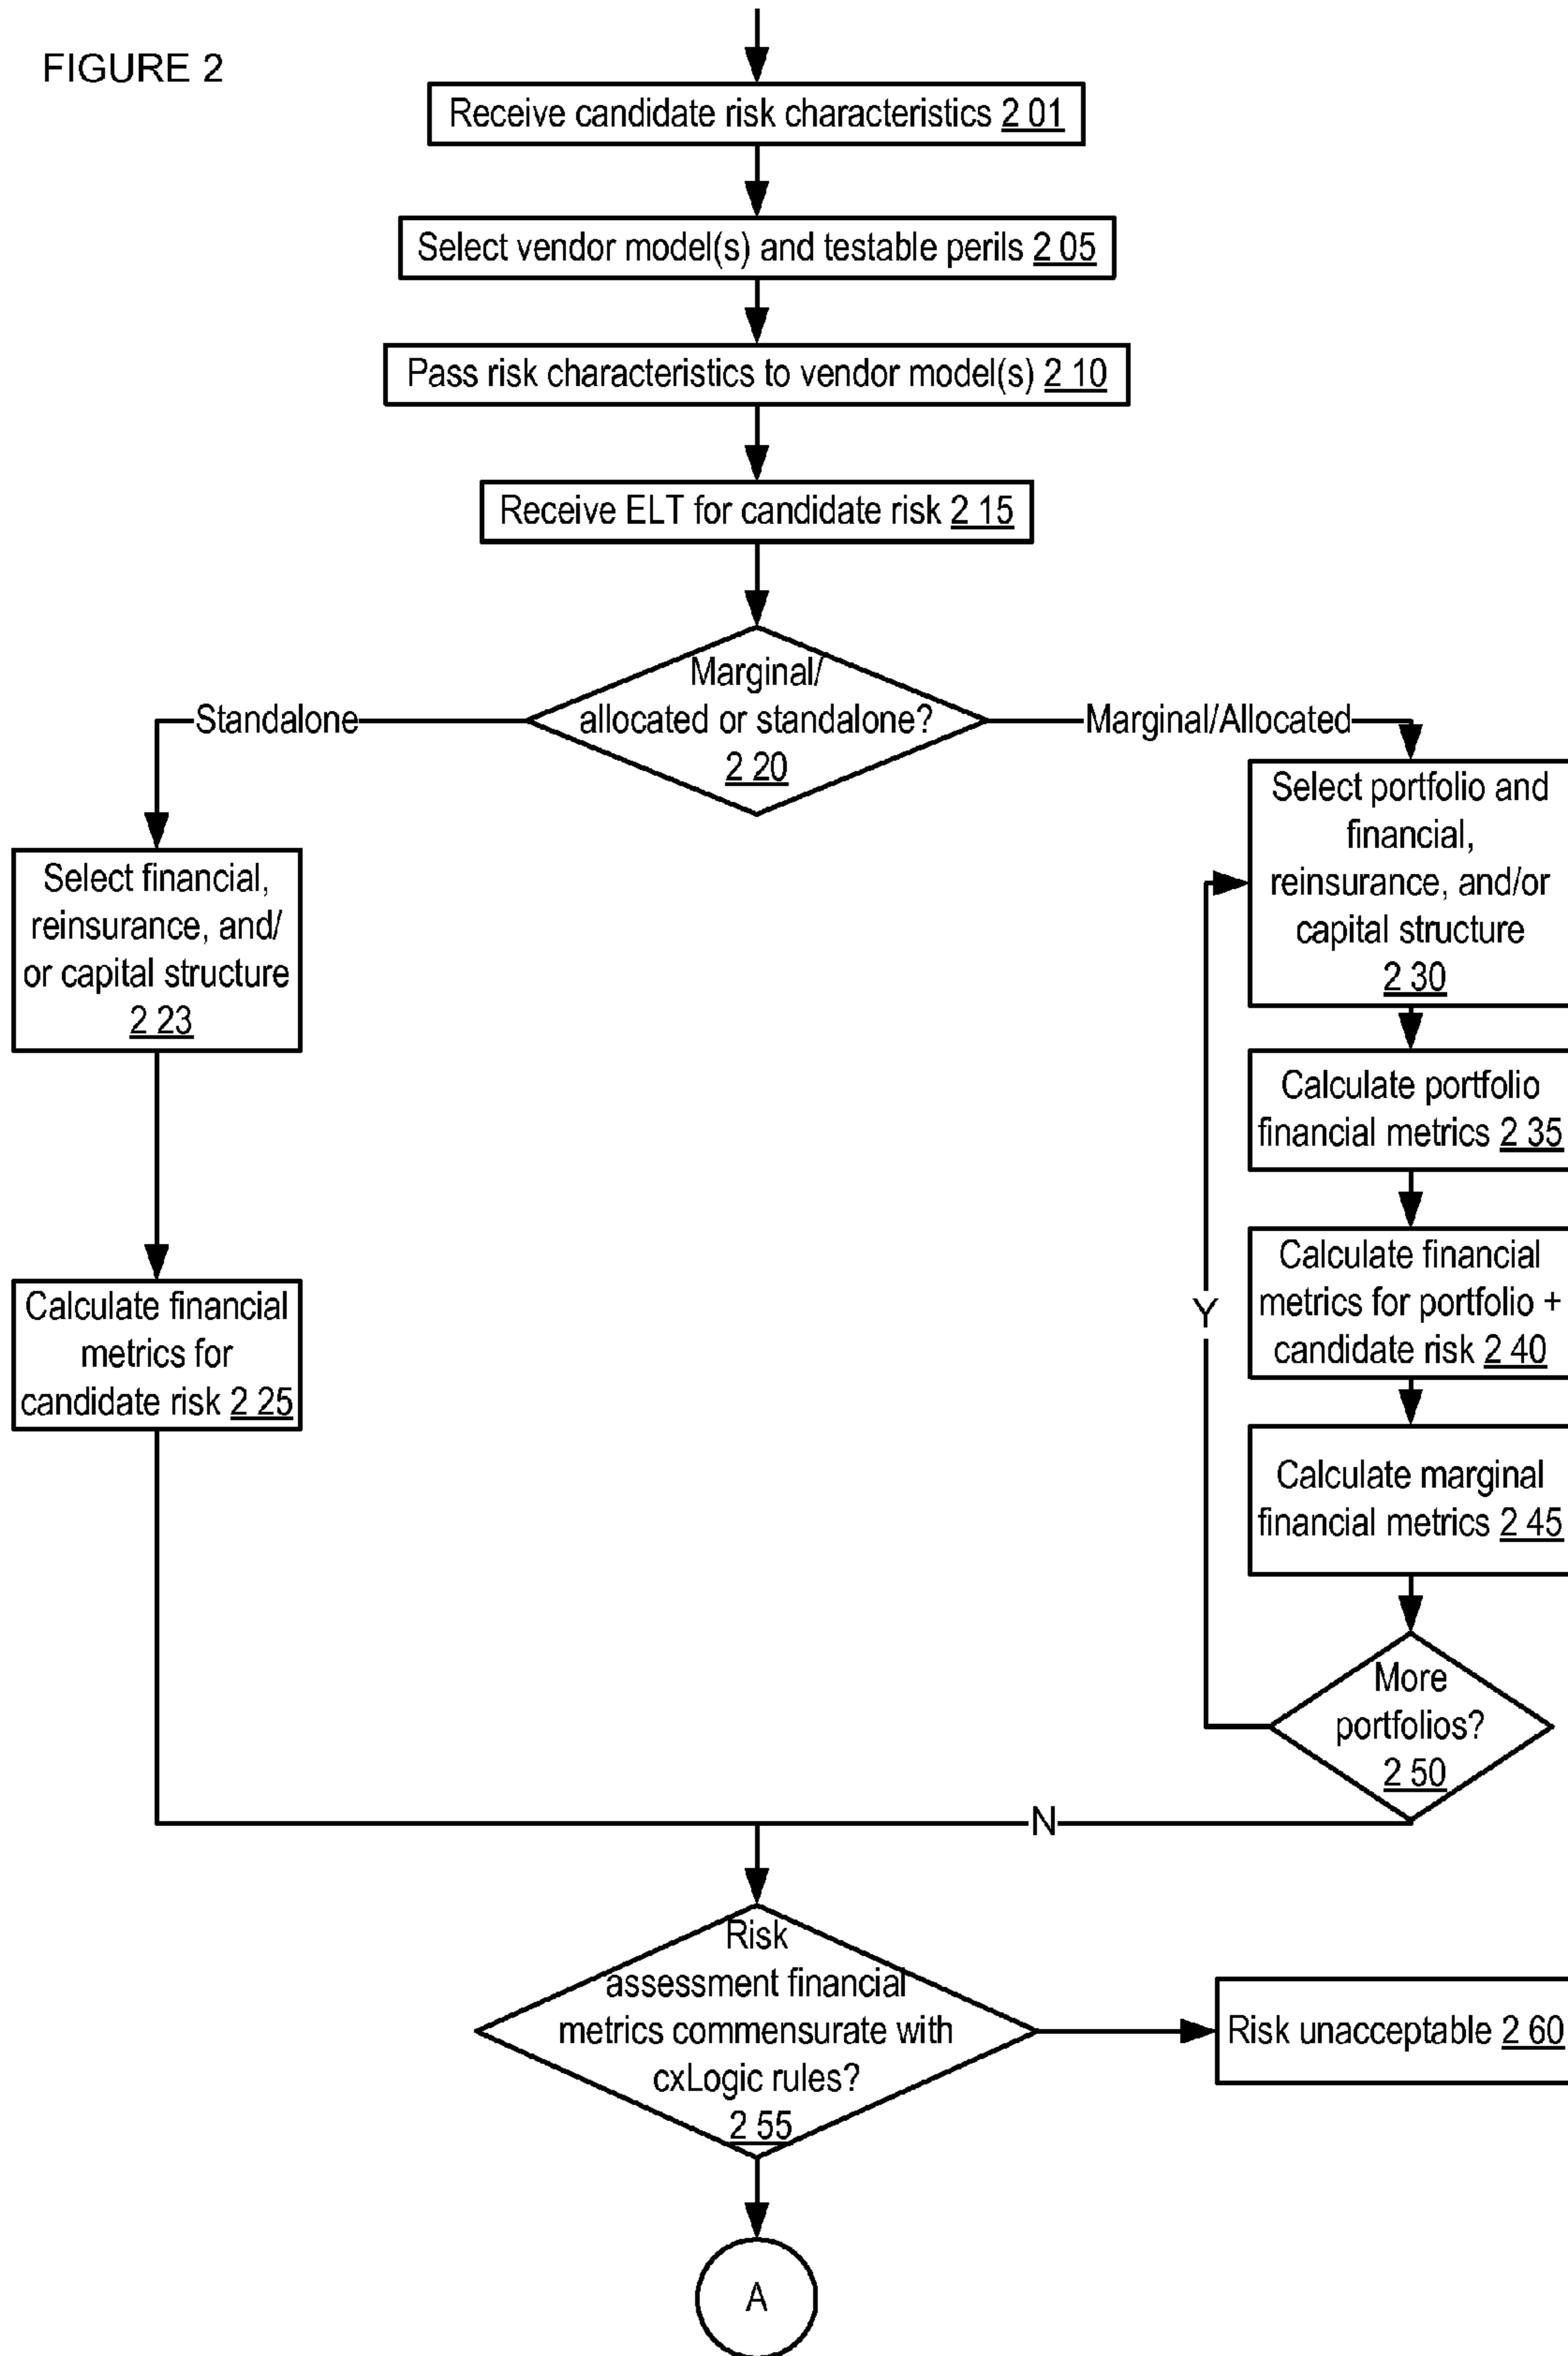 FIGURE 2
Receive candidate risk characteristics 2 01
Select vendor model(s) and testable perils 2 05
Pass risk characteristics to vendor model(s) 2 10
Receive ELT for candidate risk 2 15
Marginal/
allocated or standalone?
2 20
Standalone
Marginal/Allocated
Select financial,
reinsurance, and/
or capital structure
2 23
Calculate financial
metrics for
candidate risk 2 25
Select portfolio and
financial,
reinsurance, and/or
capital structure
2 30
Calculate portfolio
financial metrics 2 35
Calculate financial
metrics for portfolio +
candidate risk 2 40
Calculate marginal
financial metrics 2 45
More
portfolios?
2 50
Y
N
Risk
assessment financial
metrics commensurate with
cxLogic rules?
2 55
Risk unacceptable 2 60
A